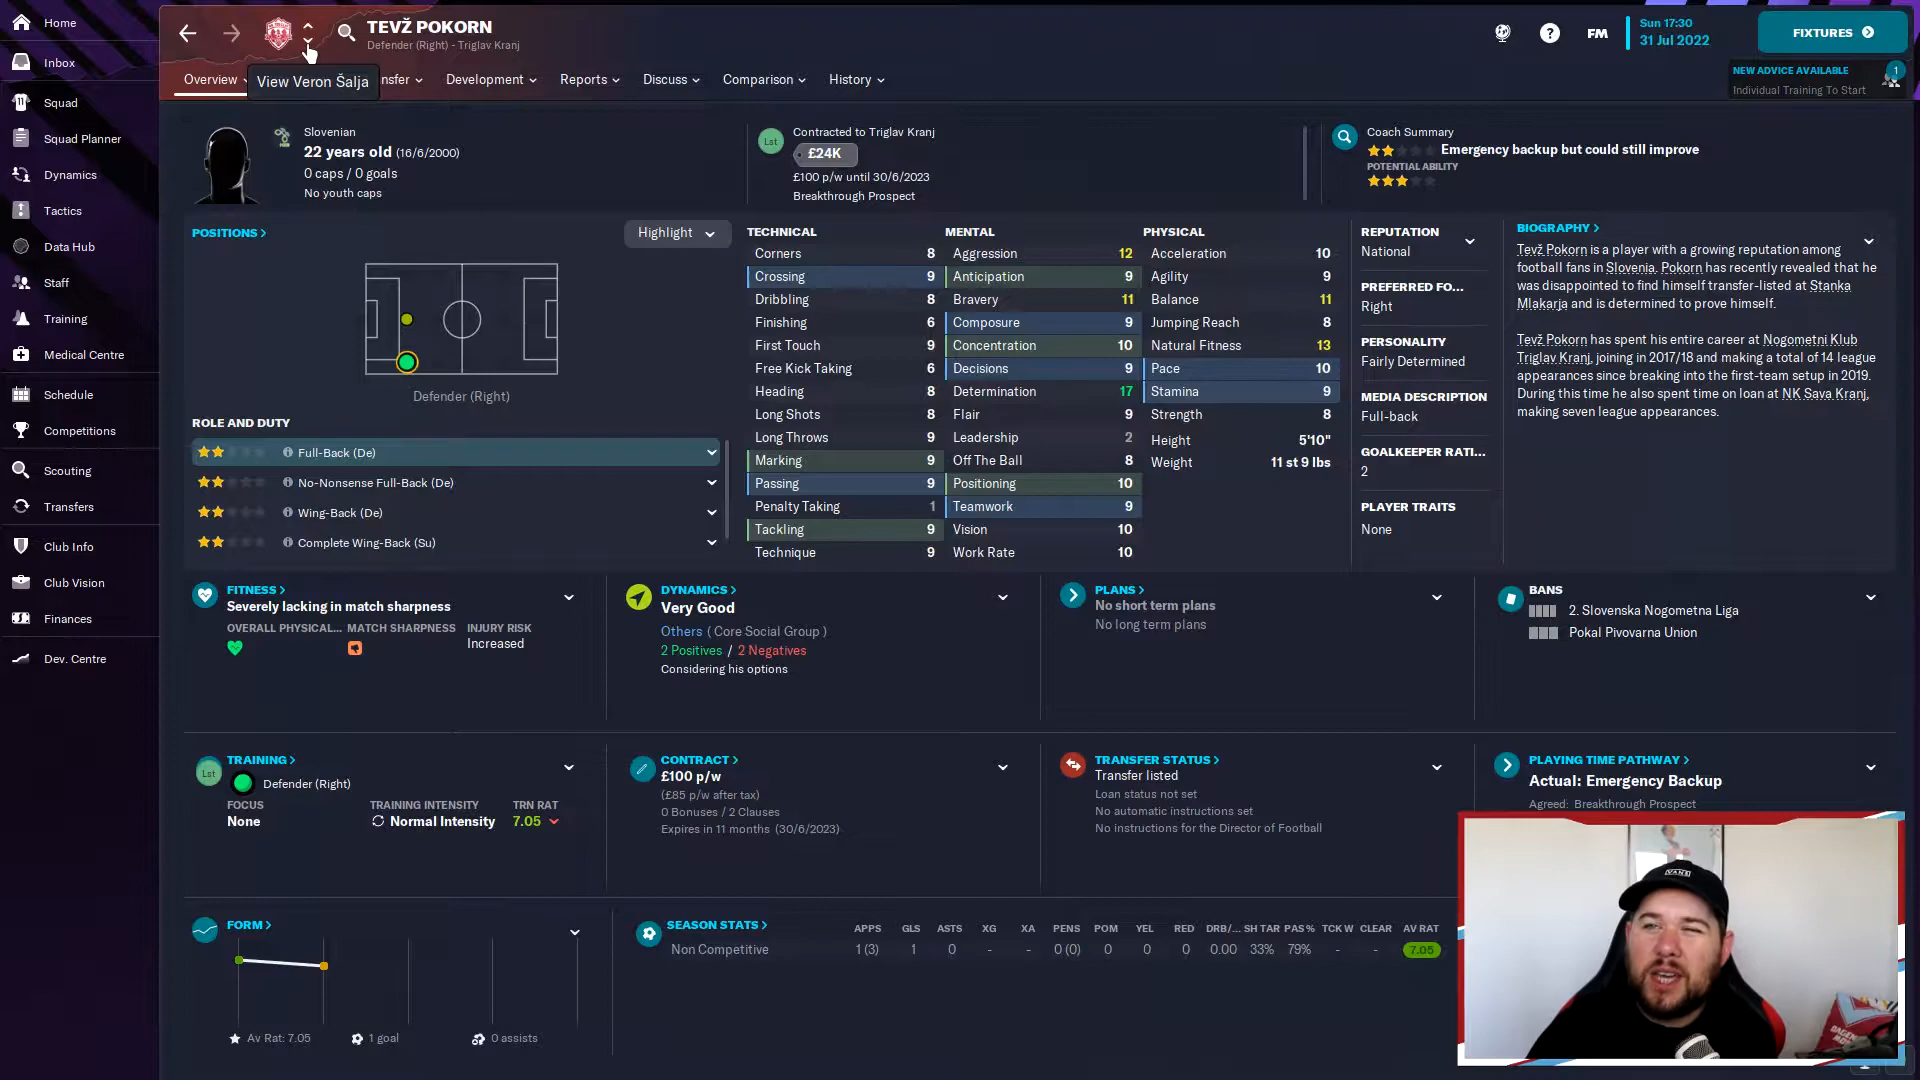 Home
Inbox
Squad
Squad Planner
Dynamics
Tactics
Data Hub
Staff
Training
Medical Centre
Schedule
Competitions
Scouting
Transfers
Club Info
Club Vision
Finances
Dev. Centre
TEVŽ POKORN
Defender (Right) - Triglav Kranj
Overview
View Veron Šalja
nsfer
Development
Reports
Discuss
Comparison
History
FM
Sun 17:30
31 Jul 2022
FIXTURES
NEW ADVICE AVAILABLE
1
Individual Training To Start
Slovenian
22 years old (16/6/2000)
0 caps / 0 goals
No youth caps
Lst
Contracted to Triglav Kranj
£24K
£100 p/w until 30/6/2023
Breakthrough Prospect
Coach Summary
Emergency backup but could still improve
POTENTIAL ABILITY
POSITIONS >
Highlight
Defender (Right)
ROLE AND DUTY
Full-Back (De)
No-Nonsense Full-Back (De)
Wing-Back (De)
Complete Wing-Back (Su)
TECHNICAL
Corners 8
Crossing 9
Dribbling 8
Finishing 6
First Touch 9
Free Kick Taking 6
Heading 8
Long Shots 8
Long Throws 9
Marking 9
Passing 9
Penalty Taking 1
Tackling 9
Technique 9
MENTAL
Aggression 12
Anticipation 9
Bravery 11
Composure 9
Concentration 10
Decisions 9
Determination 17
Flair 9
Leadership 2
Off The Ball 8
Positioning 10
Teamwork 9
Vision 10
Work Rate 10
PHYSICAL
Acceleration 10
Agility 9
Balance 11
Jumping Reach 8
Natural Fitness 13
Pace 10
Stamina 9
Strength 8
Height 5'10"
Weight 11 st 9 lbs
REPUTATION
National
PREFERRED FO...
Right
PERSONALITY
Fairly Determined
MEDIA DESCRIPTION
Full-back
GOALKEEPER RATI...
2
PLAYER TRAITS
None
BIOGRAPHY >
Tevž Pokorn is a player with a growing reputation among
football fans in Slovenia. Pokorn has recently revealed that he
was disappointed to find himself transfer-listed at Stanka
Mlakarja and is determined to prove himself.
Tevž Pokorn has spent his entire career at Nogometni Klub
Triglav Kranj, joining in 2017/18 and making a total of 14 league
appearances since breaking into the first-team setup in 2019.
During this time he also spent time on loan at NK Sava Kranj,
making seven league appearances.
FITNESS >
Severely lacking in match sharpness
OVERALL PHYSICAL... MATCH SHARPNESS INJURY RISK
Increased
DYNAMICS >
Very Good
Others ( Core Social Group )
2 Positives / 2 Negatives
Considering his options
PLANS >
No short term plans
No long term plans
BANS
2. Slovenska Nogometna Liga
Pokal Pivovarna Union
TRAINING >
Lst
Defender (Right)
FOCUS TRAINING INTENSITY TRN RAT
None Normal Intensity 7.05
CONTRACT >
£100 p/w
(£85 p/w after tax)
0 Bonuses / 2 Clauses
Expires in 11 months (30/6/2023)
TRANSFER STATUS >
Transfer listed
Loan status not set
No automatic instructions set
No instructions for the Director of Football
PLAYING TIME PATHWAY >
Actual: Emergency Backup
Agreed: Breakthrough Prospect
FORM >
Av Rat: 7.05 1 goal 0 assists
SEASON STATS > APPS GLS ASTS XG XA PENS POM YEL RED DRB/... SH TAR PAS % TCK W CLEAR AV RAT
Non Competitive 1 (3) 1 0 - - 0 (0) 0 0 0 0.00 33% 79% - - 7.05
VANS